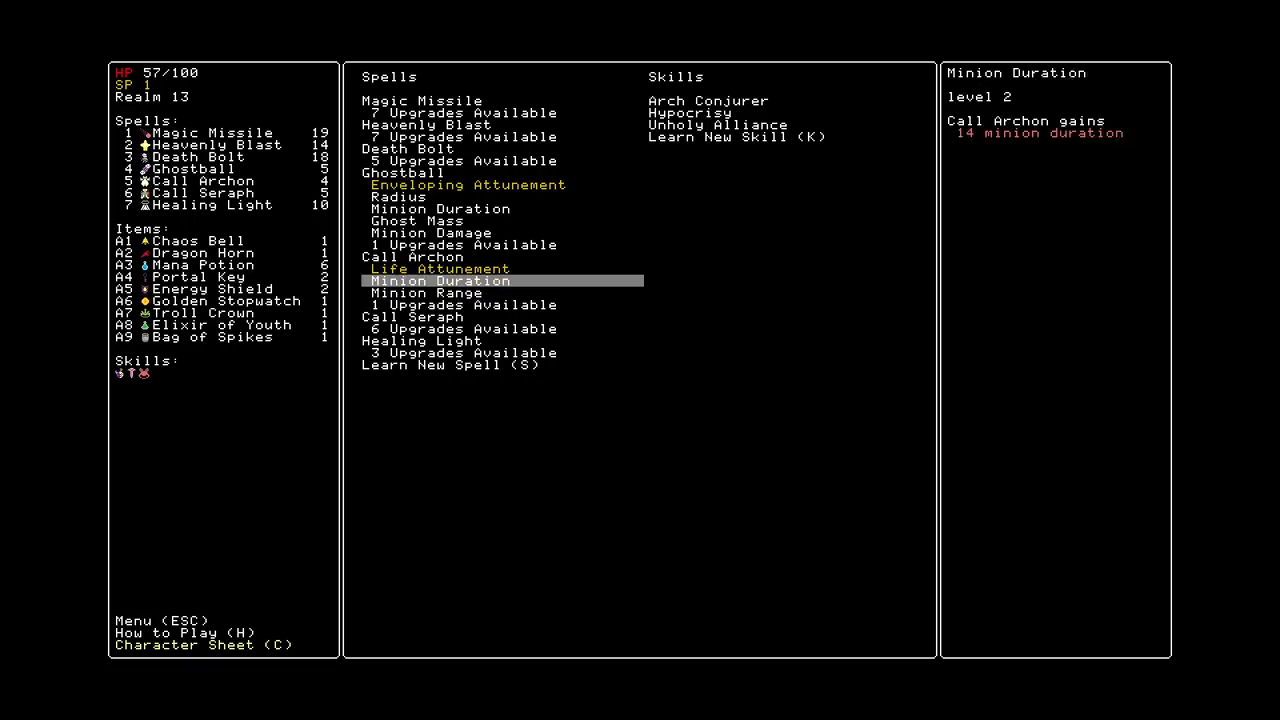 HP 57/100
SP 1
Realm 13
Spells:
1 Magic Missile 19
2 Heavenly Blast 14
3 Death Bolt 18
4 Ghostball 5
5 Call Archon 4
6 Call Seraph 5
7 Healing Light 10
Items:
A1 Chaos Bell 1
A2 Dragon Horn 1
A3 Mana Potion 6
A4 Portal Key 2
A5 Energy Shield 2
A6 Golden Stopwatch 1
A7 Troll Crown 1
A8 Elixir of Youth 1
A9 Bag of Spikes 1
Skills:
Menu (ESC)
How to Play (H)
Character Sheet (C)
Spells
Magic Missile
7 Upgrades Available
Heavenly Blast
7 Upgrades Available
Death Bolt
5 Upgrades Available
Ghostball
Enveloping Attunement
Radius
Minion Duration
Ghost Mass
Minion Damage
1 Upgrades Available
Call Archon
Life Attunement
Minion Duration
Minion Range
1 Upgrades Available
Call Seraph
6 Upgrades Available
Healing Light
3 Upgrades Available
Learn New Spell (S)
Skills
Arch Conjurer
Hypocrisy
Unholy Alliance
Learn New Skill (K)
Minion Duration
level 2
Call Archon gains
14 minion duration